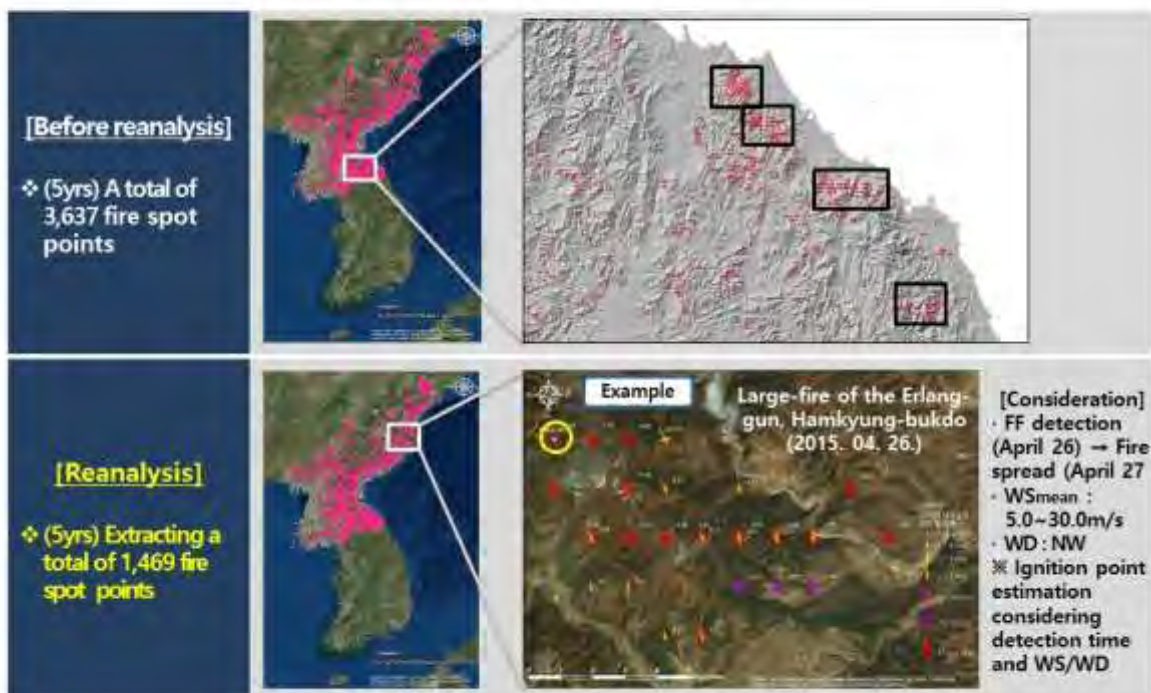 [Before reanalysis]
❖ (5yrs) A total of
3,637 fire spot
points
[Reanalysis]
❖ (5yrs) Extracting a
total of 1,469 fire
spot points
Example
Large-fire of the Erlang-
gun, Hamkyung-bukdo
(2015. 04. 26.)
[Consideration]
· FF detection
(April 26) → Fire
spread (April 27
· WSmean :
5.0~30.0m/s
· WD : NW
※ Ignition point
estimation
considering
detection time
and WS/WD